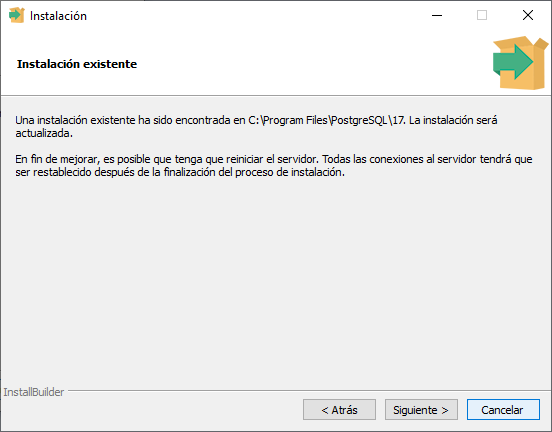 Instalación
Instalación existente
Una instalación existente ha sido encontrada en C:\Program Files\PostgreSQL\17. La instalación será
actualizada.
En fin de mejorar, es posible que tenga que reiniciar el servidor. Todas las conexiones al servidor tendrá que
ser restablecido después de la finalización del proceso de instalación.
InstallBuilder
< Atrás
Siguiente >
Cancelar